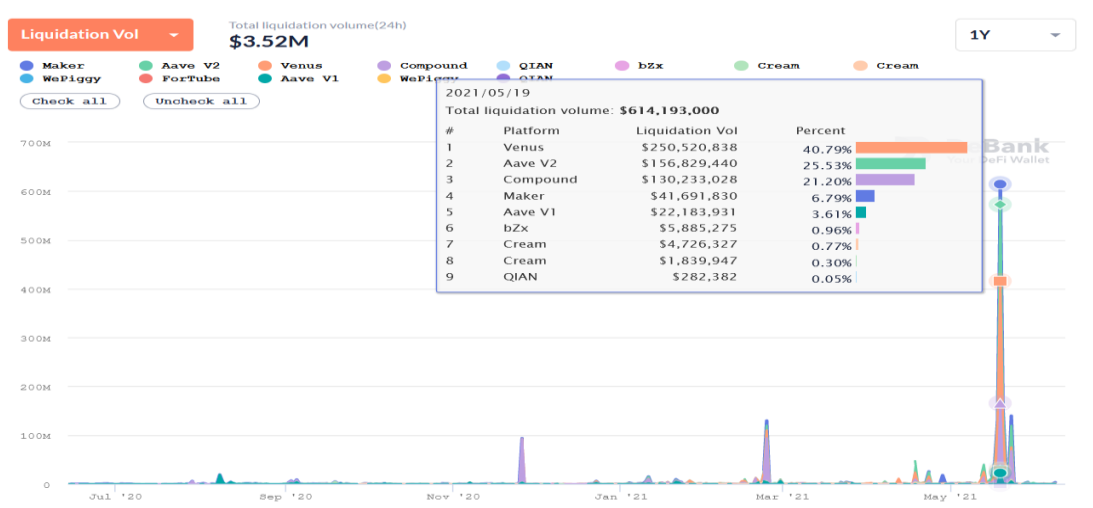 Total liquidation volume(24h)
Liquidation Vol
$3.52M
1Y
Maker Aave V2 Venus Compound QIAN bZx Cream Cream
WePiggy ForTube Aave V1 WePiggy QIAN
Check all Uncheck all
2021/05/19
Total liquidation volume: $614,193,000
# Platform Liquidation Vol Percent
1 Venus $250,520,838 40.79%
2 Aave V2 $156,829,440 25.53%
3 Compound $130,233,028 21.20%
4 Maker $41,691,830 6.79%
5 Aave V1 $22,183,931 3.61%
6 bZx $5,885,275 0.96%
7 Cream $4,726,327 0.77%
8 Cream $1,839,947 0.30%
9 QIAN $282,382 0.05%
eBank
DeFi Wallet
700M
600M
500M
400M
300M
200M
100M
0
Jul '20 Sep '20 Nov '20 Jan '21 Mar '21 May '21